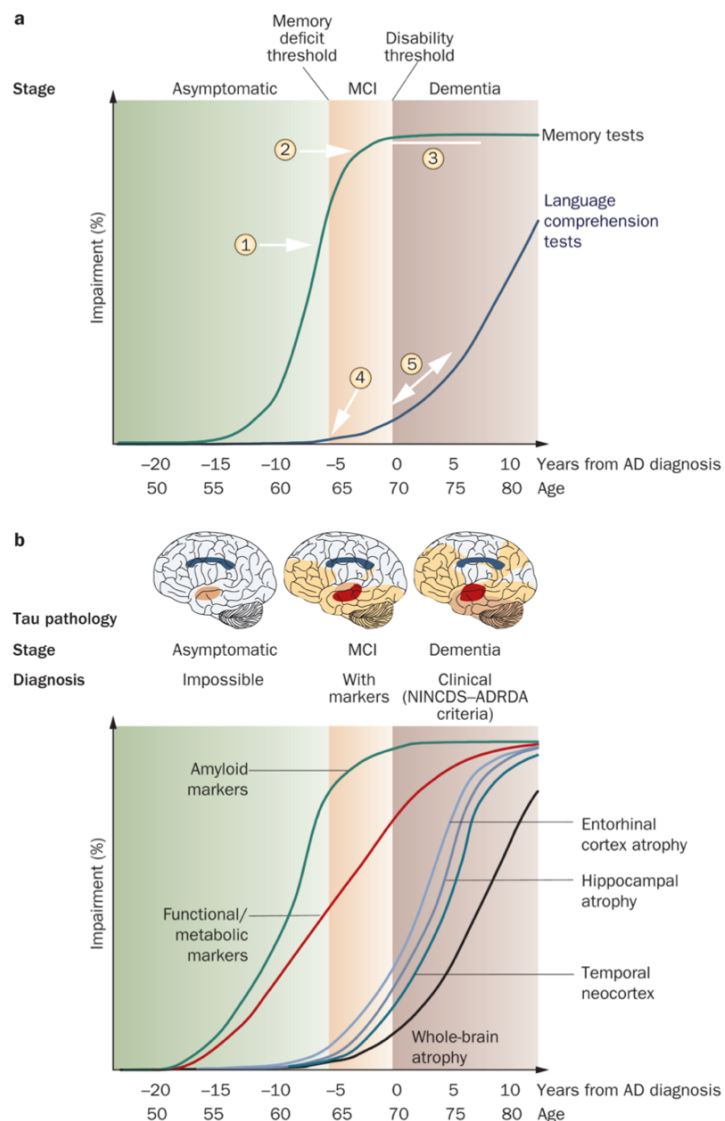 a
Memory
deficit
threshold
Disability
threshold
Stage
Asymptomatic
MCI
Dementia
Impairment (%)
1
2
3
4
5
Memory tests
Language
comprehension
tests
–20 –15 –10 –5 0 5 10 Years from AD diagnosis
50 55 60 65 70 75 80 Age
b
Tau pathology
Stage
Asymptomatic
MCI
Dementia
Diagnosis
Impossible
With
markers
Clinical
(NINCDS–ADRDA
criteria)
Impairment (%)
Amyloid
markers
Functional/
metabolic
markers
Entorhinal
cortex atrophy
Hippocampal
atrophy
Temporal
neocortex
Whole-brain
atrophy
–20 –15 –10 –5 0 5 10 Years from AD diagnosis
50 55 60 65 70 75 80 Age